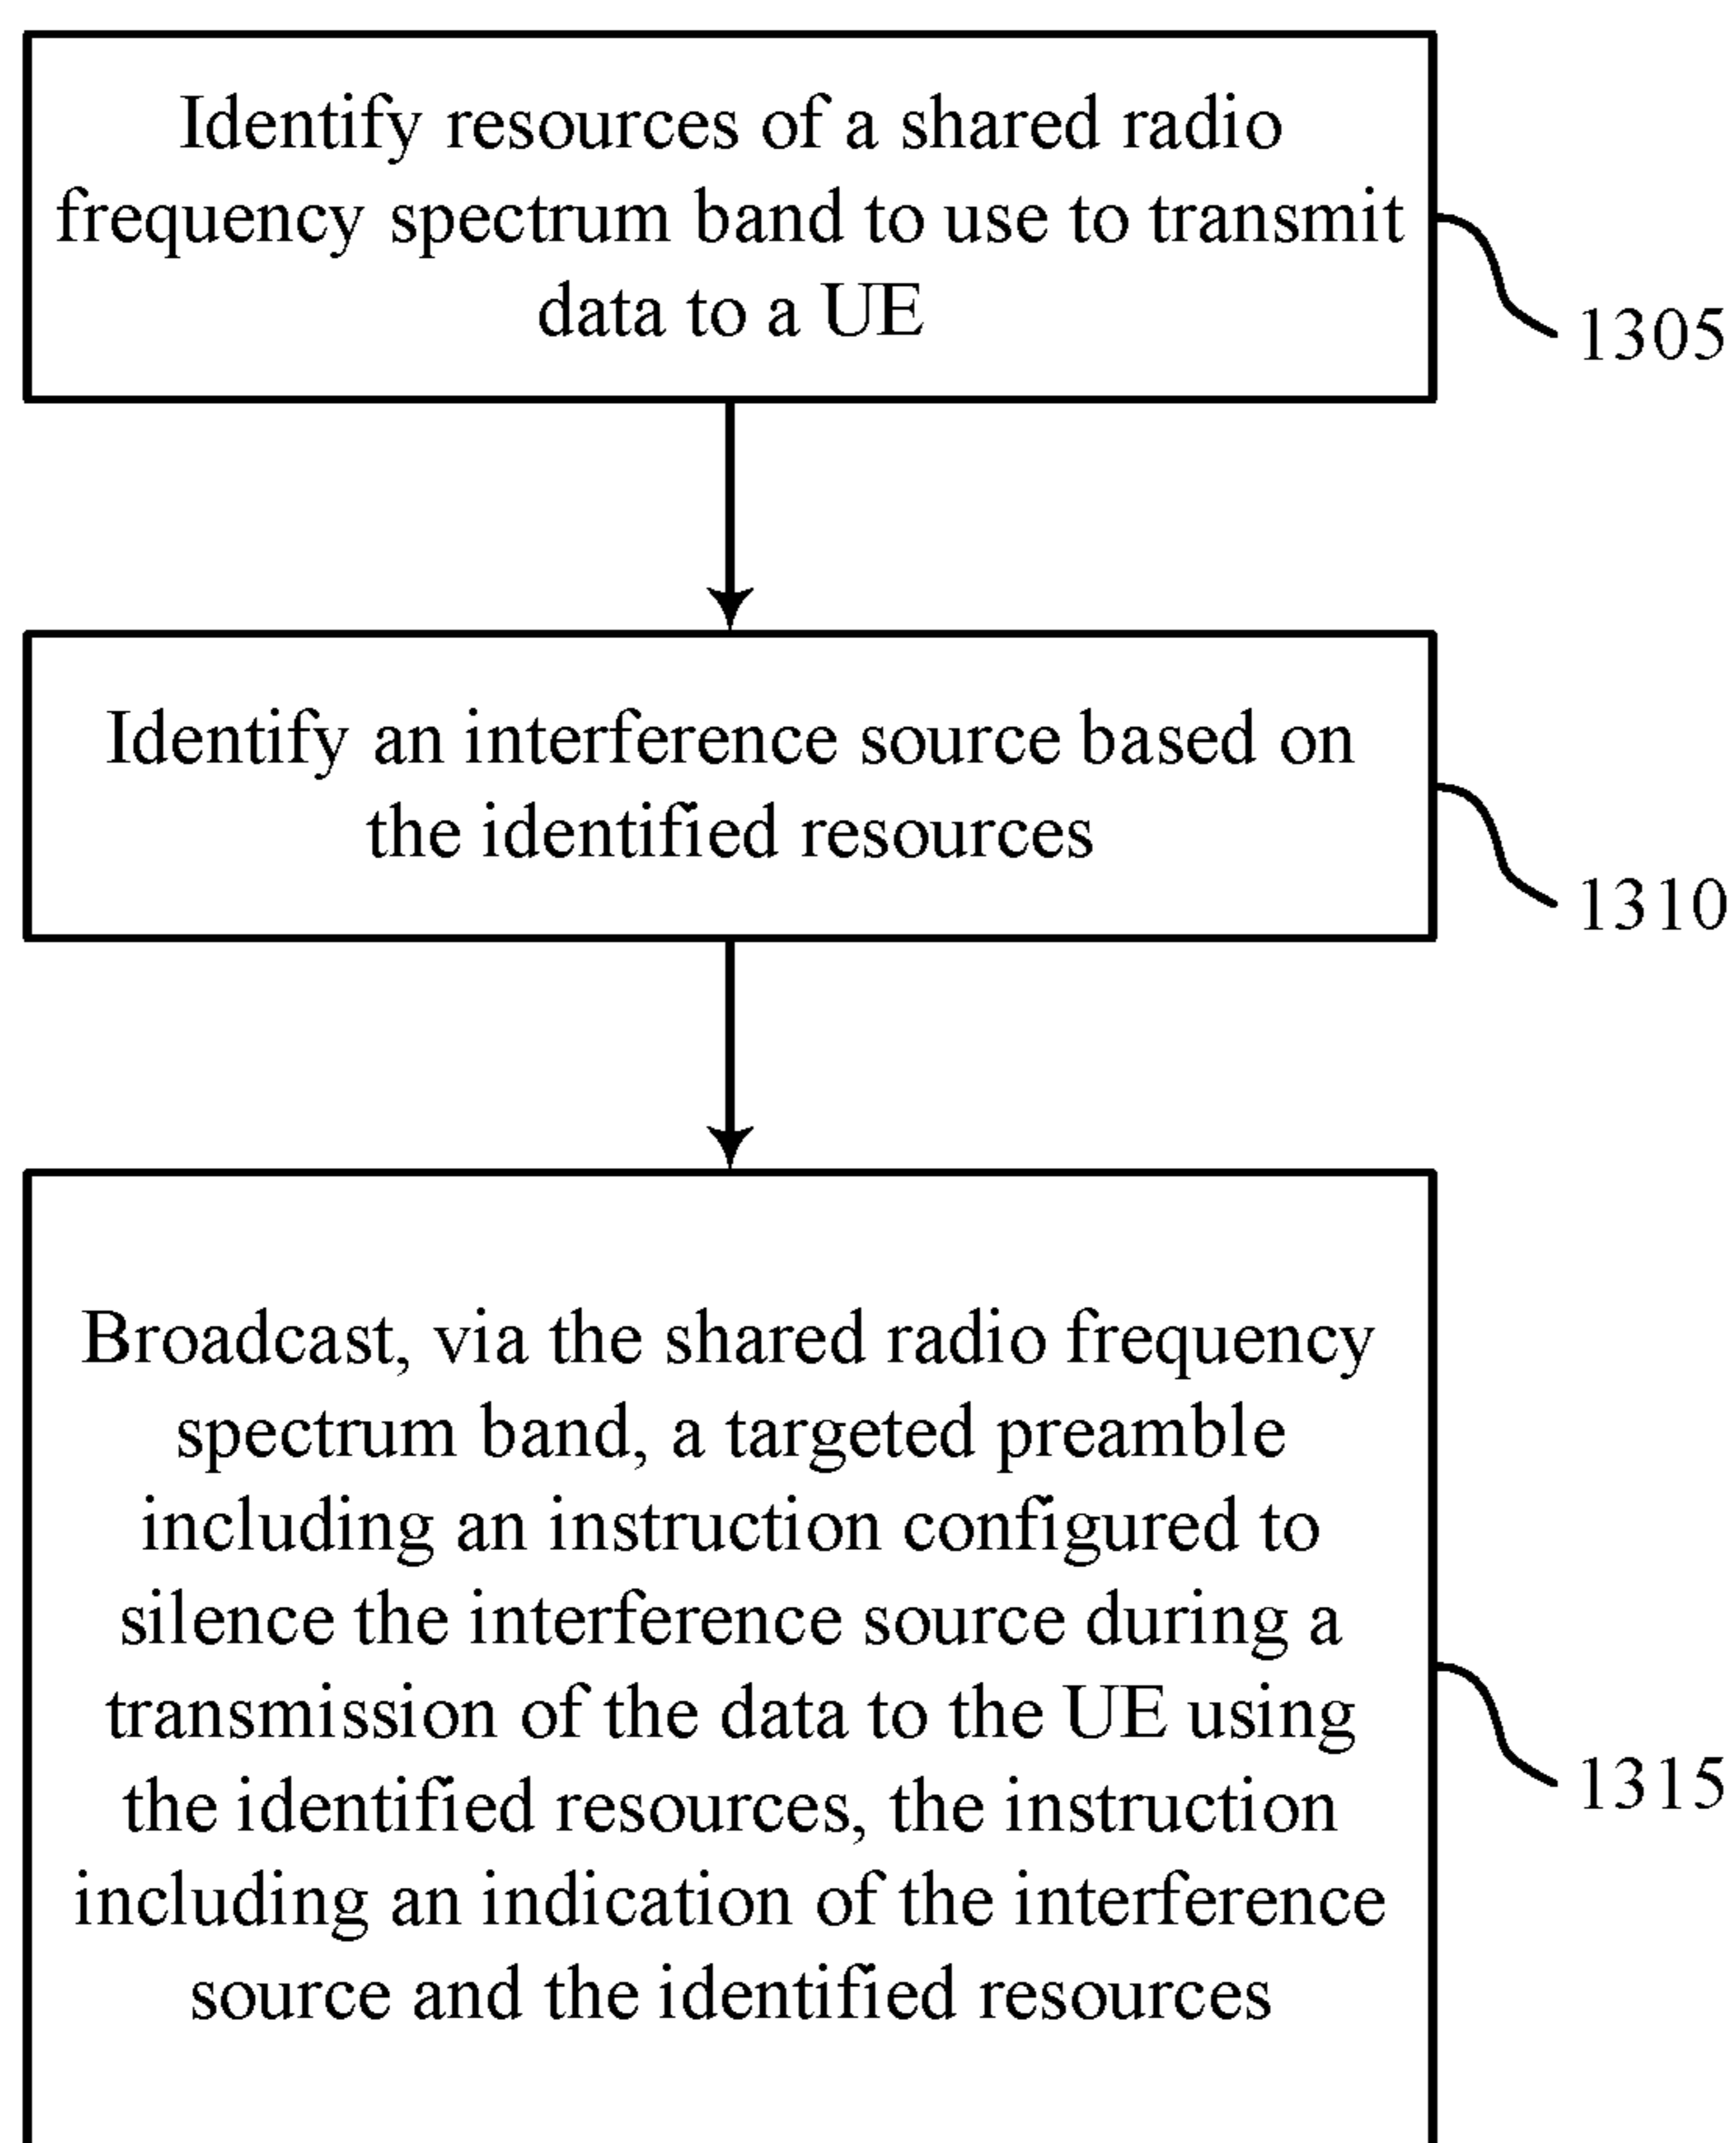 Identify resources of a shared radio
frequency spectrum band to use to transmit
data to a UE
1305
Identify an interference source based on
the identified resources
1310
Broadcast, via the shared radio frequency
spectrum band, a targeted preamble
including an instruction configured to
silence the interference source during a
transmission of the data to the UE using
the identified resources, the instruction
including an indication of the interference
source and the identified resources
1315